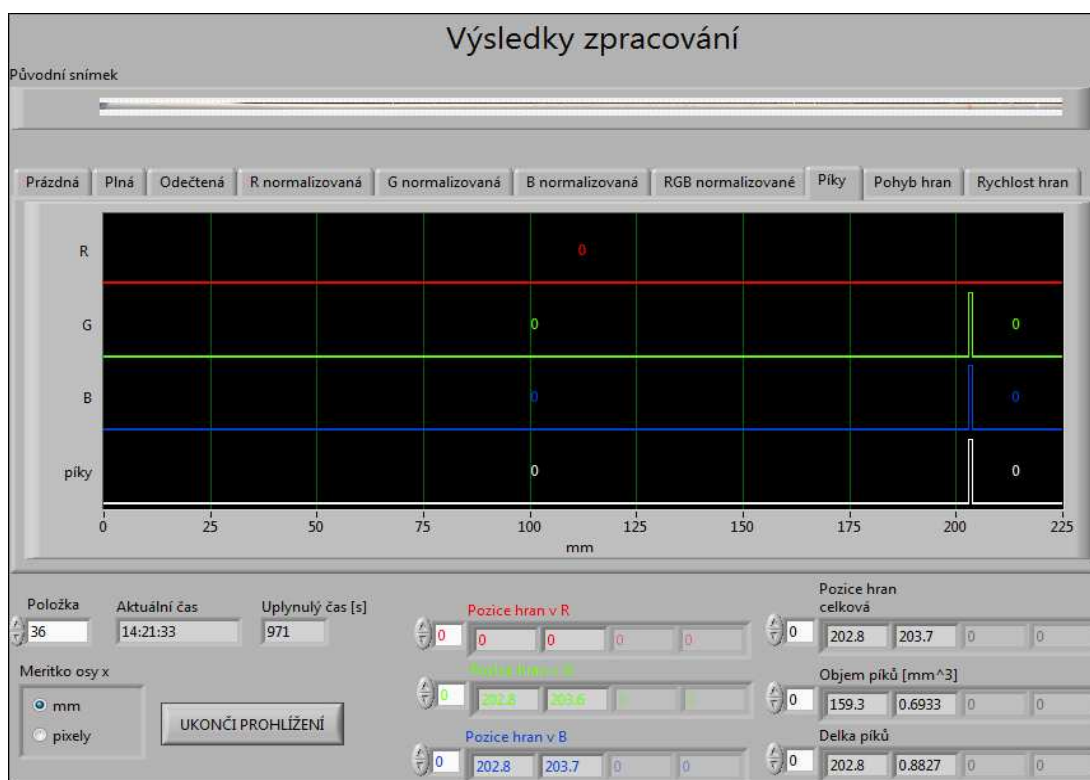 Výsledky zpracování
Původní snímek
Prázdná Plná Odečtená R normalizovaná G normalizovaná B normalizovaná RGB normalizované Píky Pohyb hran Rychlost hran
R 0
G 0 0
B 0 0
píky 0 0
0 25 50 75 100 125 150 175 200 225
mm
Položka Aktuální čas Uplynulý čas [s]
36 14:21:33 971
Meritko osy x
mm
pixely
UKONČI PROHLÍŽENÍ
Pozice hran v R
0 0 0 0 0
0 202.8 203.6
Pozice hran v B
0 202.8 203.7 0 0
Pozice hran
celková
0 202.8 203.7 0 0
Objem píků [mm^3]
0 159.3 0.6933 0 0
Delka píků
0 202.8 0.8827 0 0